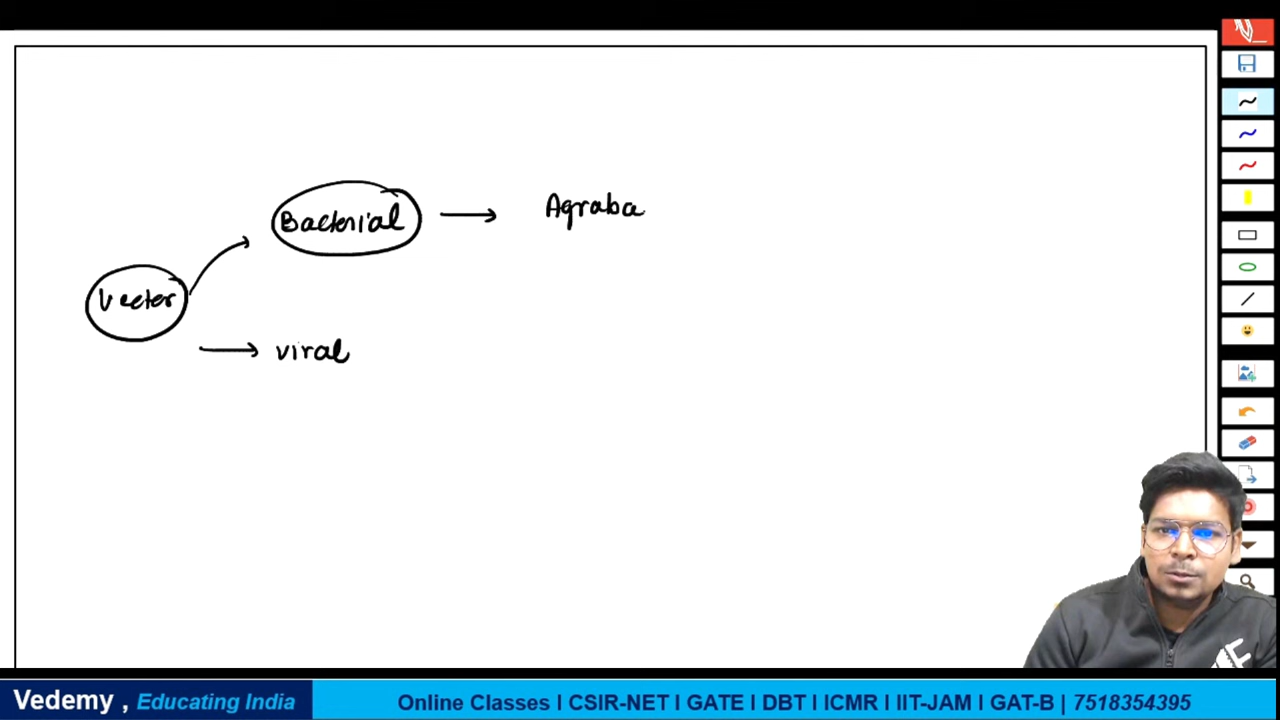 Bacterial → Agraba
Vector
→ viral
Vedemy , Educating India
Online Classes I CSIR-NET I GATE I DBT I ICMR I IIT-JAM I GAT-B | 7518354395